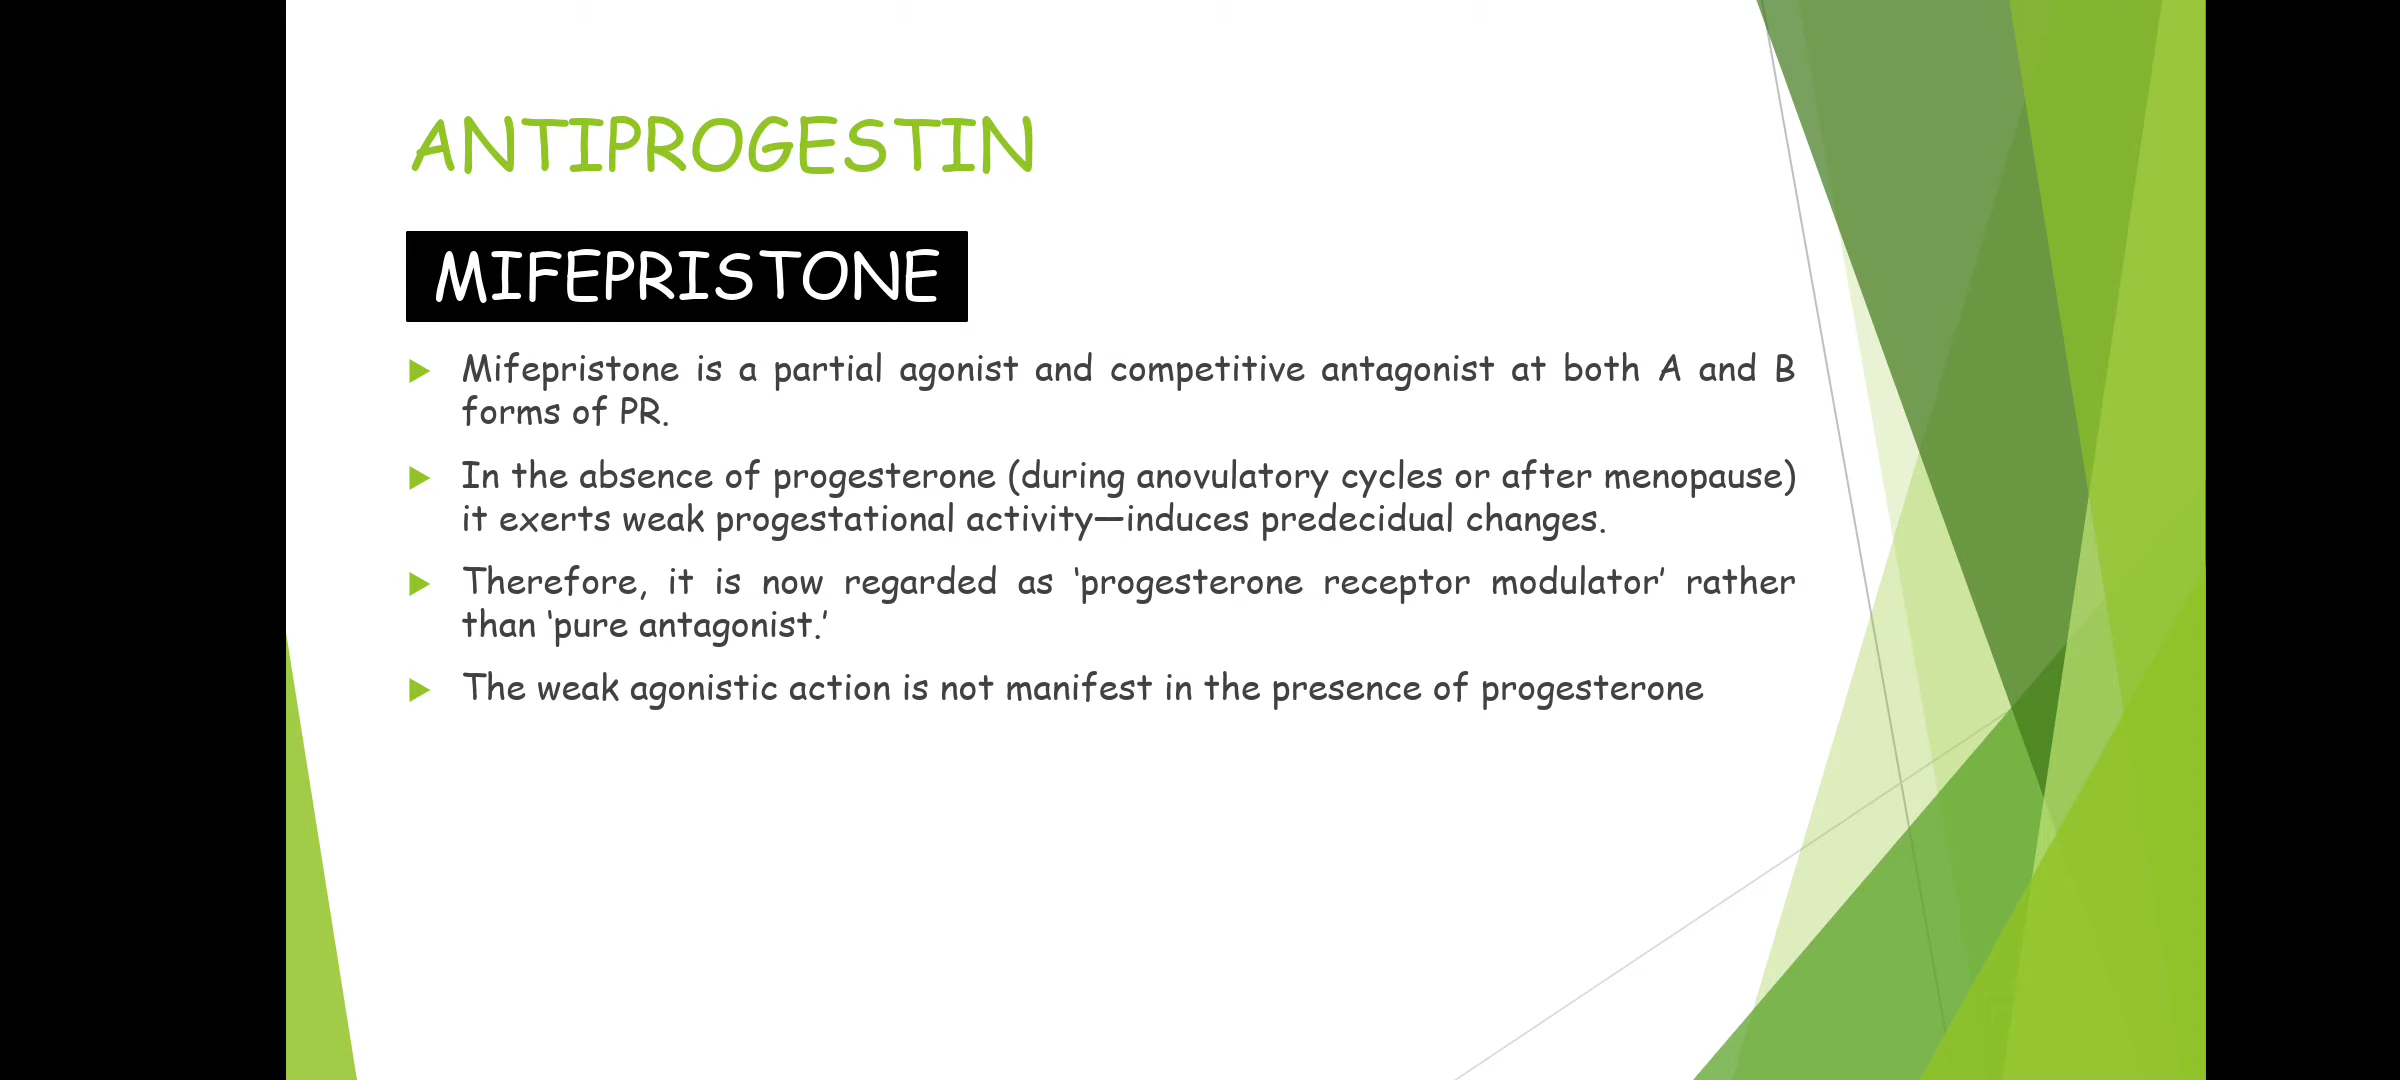 ANTIPROGESTIN
MIFEPRISTONE
Mifepristone is a partial agonist and competitive antagonist at both A and B
forms of PR.
In the absence of progesterone (during anovulatory cycles or after menopause)
it exerts weak progestational activity—induces predecidual changes.
Therefore, it is now regarded as ‘progesterone receptor modulator’ rather
than ‘pure antagonist.’
The weak agonistic action is not manifest in the presence of progesterone